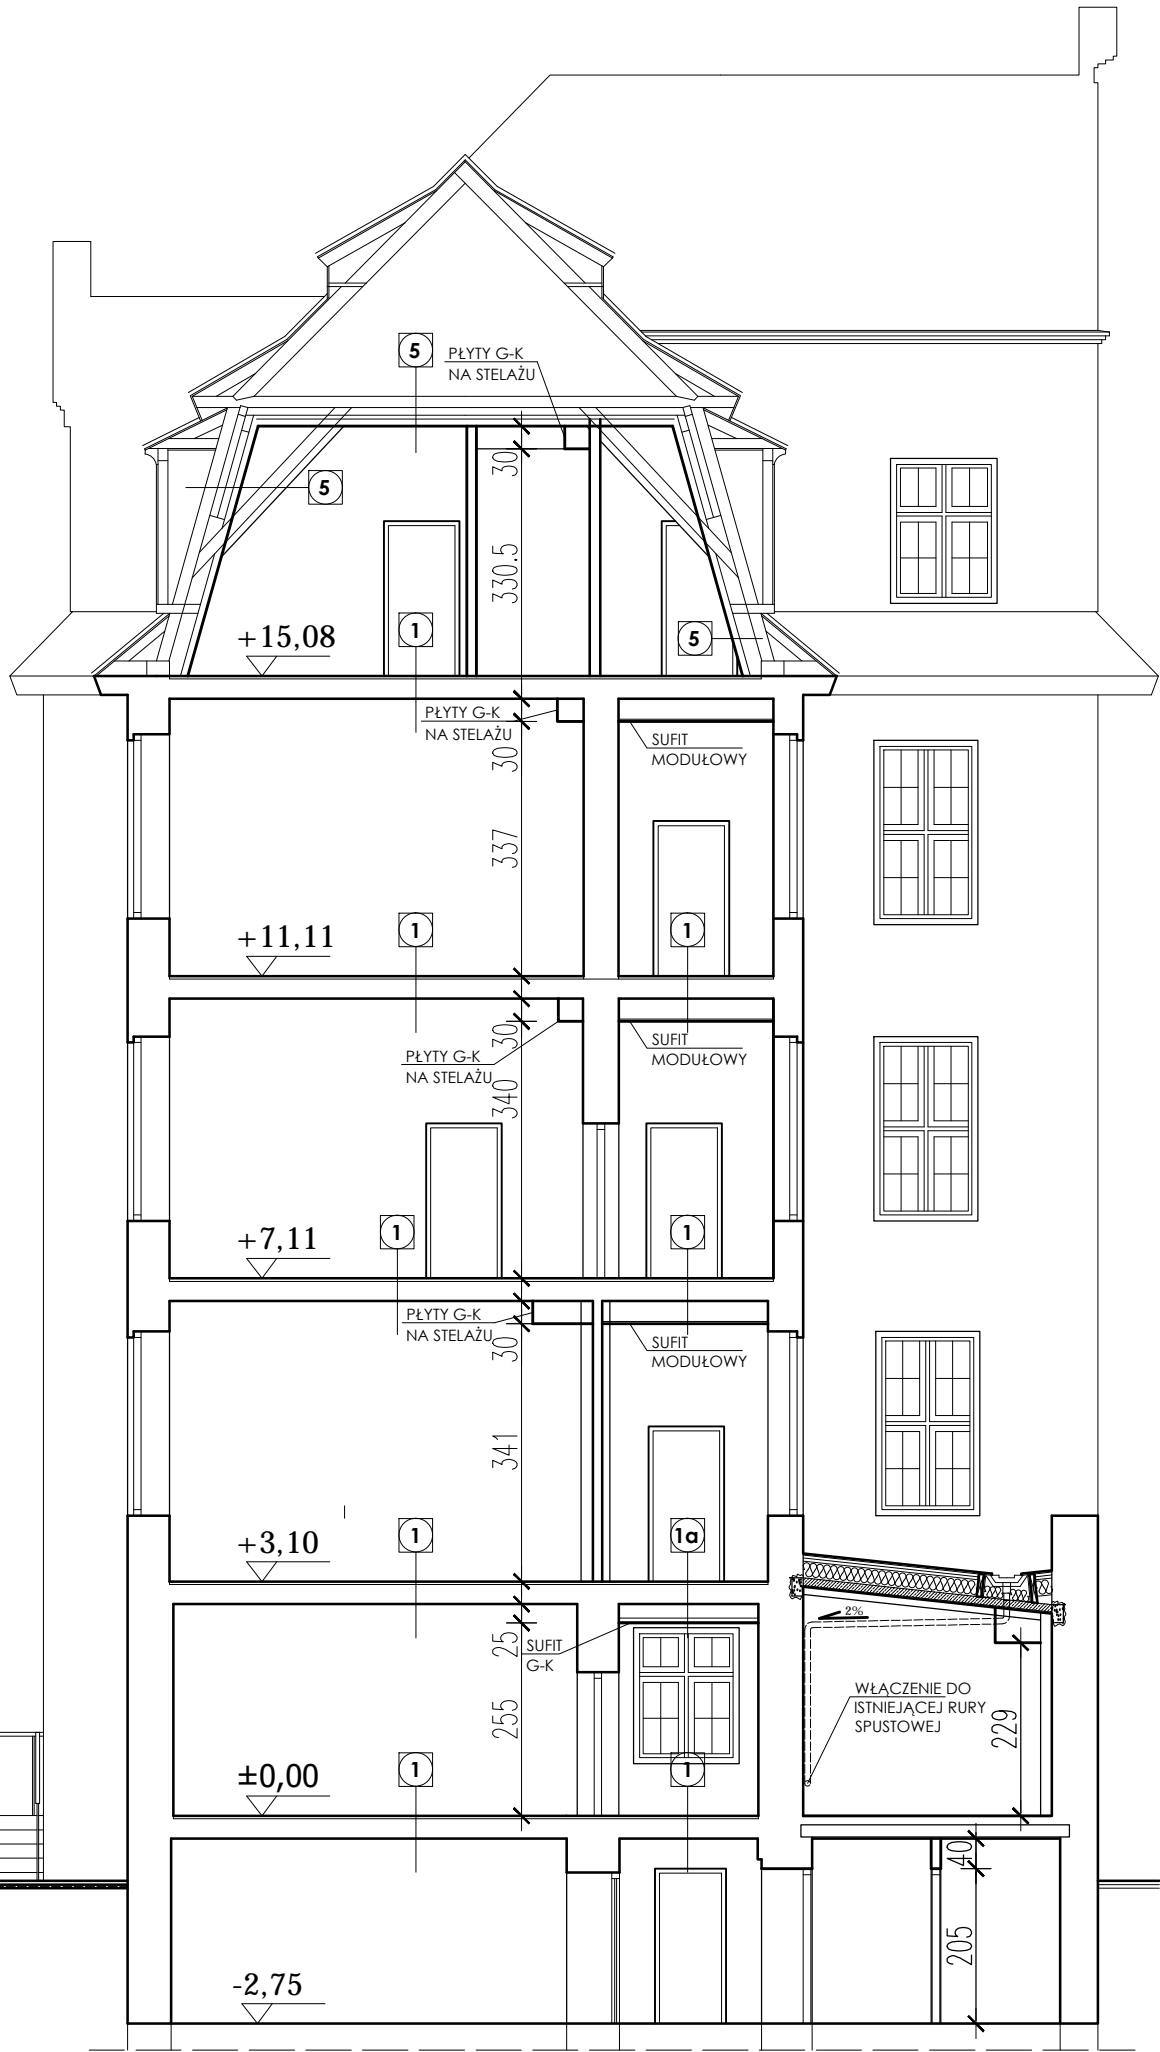 5
PŁYTY G-K
NA STELAŻU
30
5
330.5
1
5
+15,08
PŁYTY G-K
NA STELAŻU
SUFIT
MODUŁOWY
30
337
1
1
+11,11
30
SUFIT
MODUŁOWY
PŁYTY G-K
NA STELAŻU
340
1
1
+7,11
PŁYTY G-K
NA STELAŻU
30
SUFIT
MODUŁOWY
341
1
1a
+3,10
2%
25
SUFIT
G-K
255
WŁĄCZENIE DO
ISTNIEJĄCEJ RURY
SPUSTOWEJ
229
1
1
±0,00
40
205
-2,75